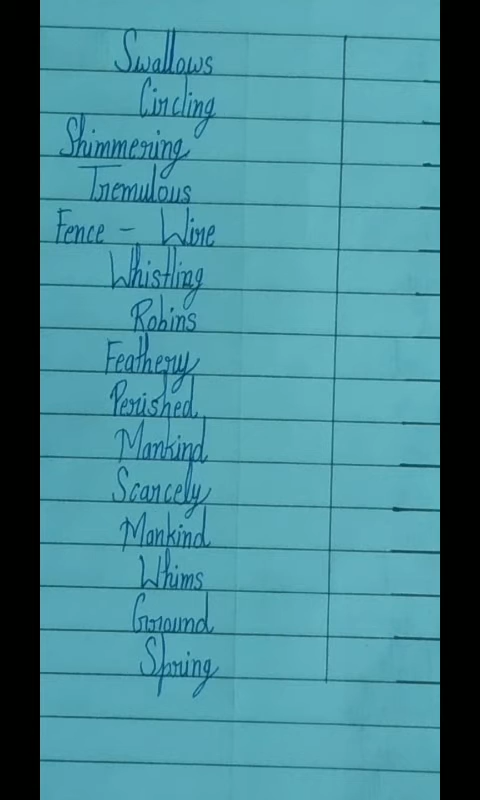 Swallows
Circling
Shimmering
Tremulous
Fence - Wire
Whistling
Robins
Feathery
Perished
Mankind
Scarcely
Mankind
Whims
Ground
Spring